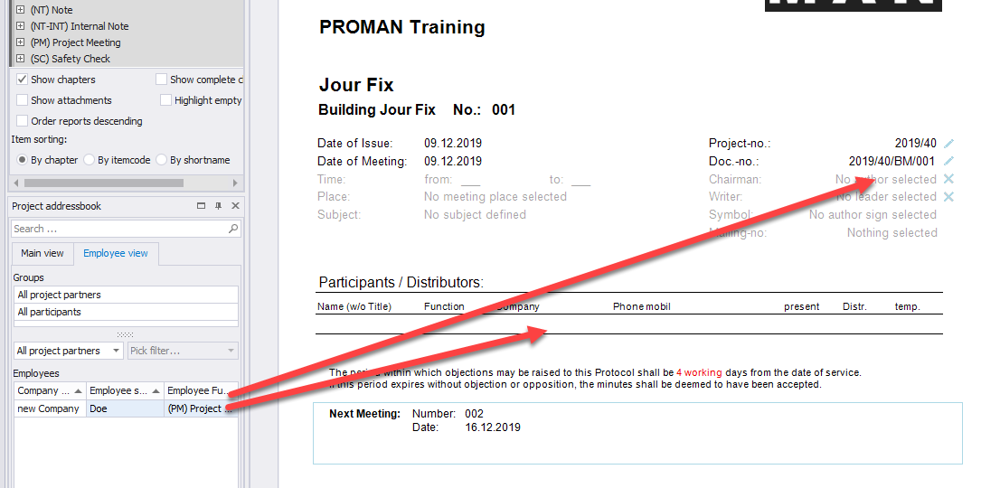 (NT) Note
(NT-INT) Internal Note
(PM) Project Meeting
(SC) Safety Check
Show chapters
Show complete c
Show attachments
Highlight empty
Order reports descending
Item sorting:
By chapter By itemcode By shortname
Project addressbook
Search ...
Main view Employee view
Groups
All project partners
All participants
All project partners Pick filter...
Employees
Company ... Employee s... Employee Fu...
new Company Doe (PM) Project ...
MAN
PROMAN Training
Jour Fix
Building Jour Fix No.: 001
Date of Issue: 09.12.2019
Date of Meeting: 09.12.2019
Time: from: ___ to: ___
Place: No meeting place selected
Subject: No subject defined
Project-no.: 2019/40
Doc.-no.: 2019/40/BM/001
Chairman: No author selected
Writer: No leader selected
Symbol: No author sign selected
Mailing-no: Nothing selected
Participants / Distributors:
Name (w/o Title) Function Company Phone mobil present Distr. temp.
The period within which objections may be raised to this Protocol shall be 4 working days from the date of service.
If this period expires without objection or opposition, the minutes shall be deemed to have been accepted.
Next Meeting: Number: 002
Date: 16.12.2019